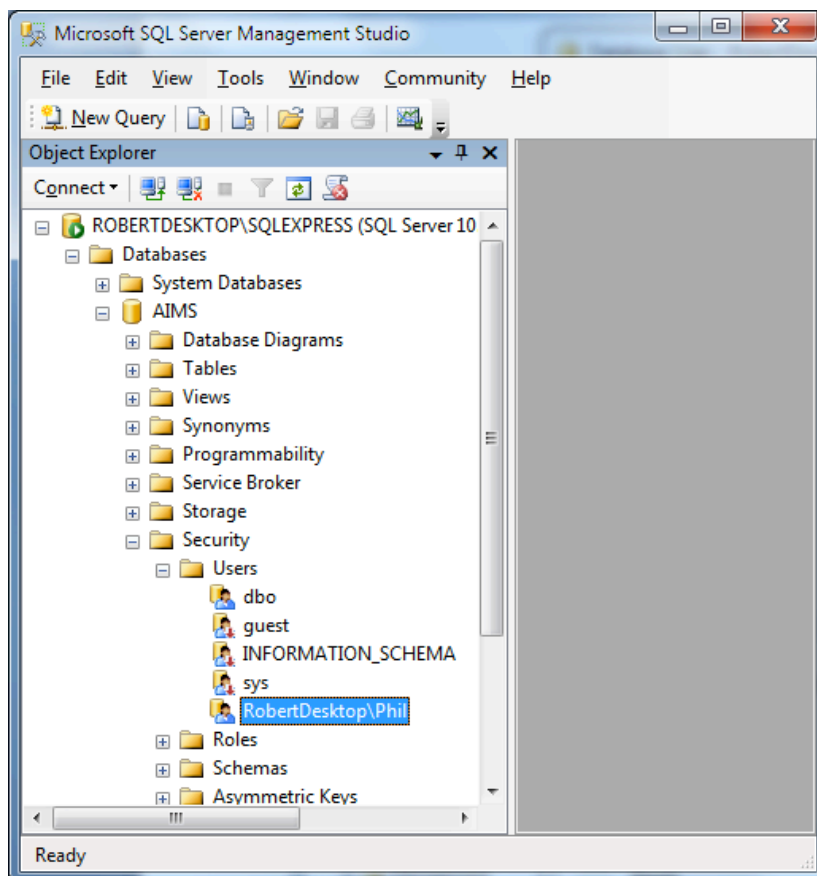 Microsoft SQL Server Management Studio
File Edit View Tools Window Community Help
New Query
Object Explorer
Connect
ROBERTDESKTOP\SQLEXPRESS (SQL Server 10
Databases
System Databases
AIMS
Database Diagrams
Tables
Views
Synonyms
Programmability
Service Broker
Storage
Security
Users
dbo
guest
INFORMATION_SCHEMA
sys
RobertDesktop\Phil
Roles
Schemas
Asymmetric Keys
Ready